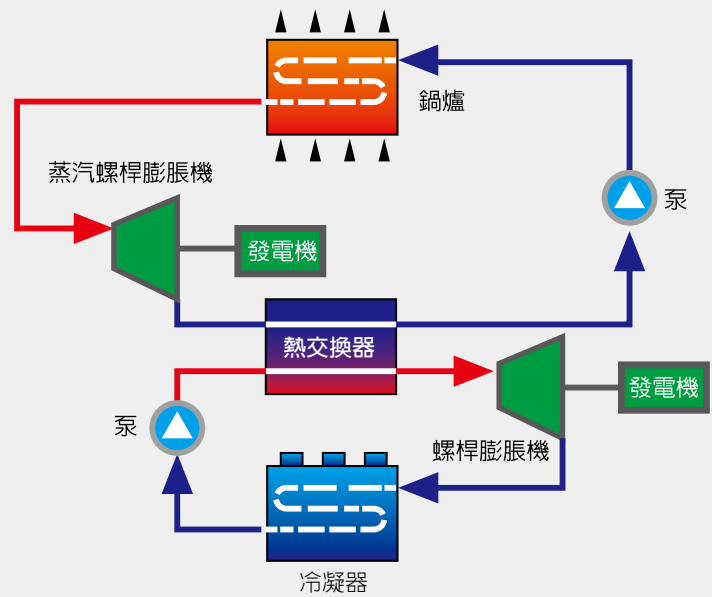 鍋爐
蒸汽螺桿膨脹機
泵
發電機
熱交換器
發電機
泵
螺桿膨脹機
冷凝器